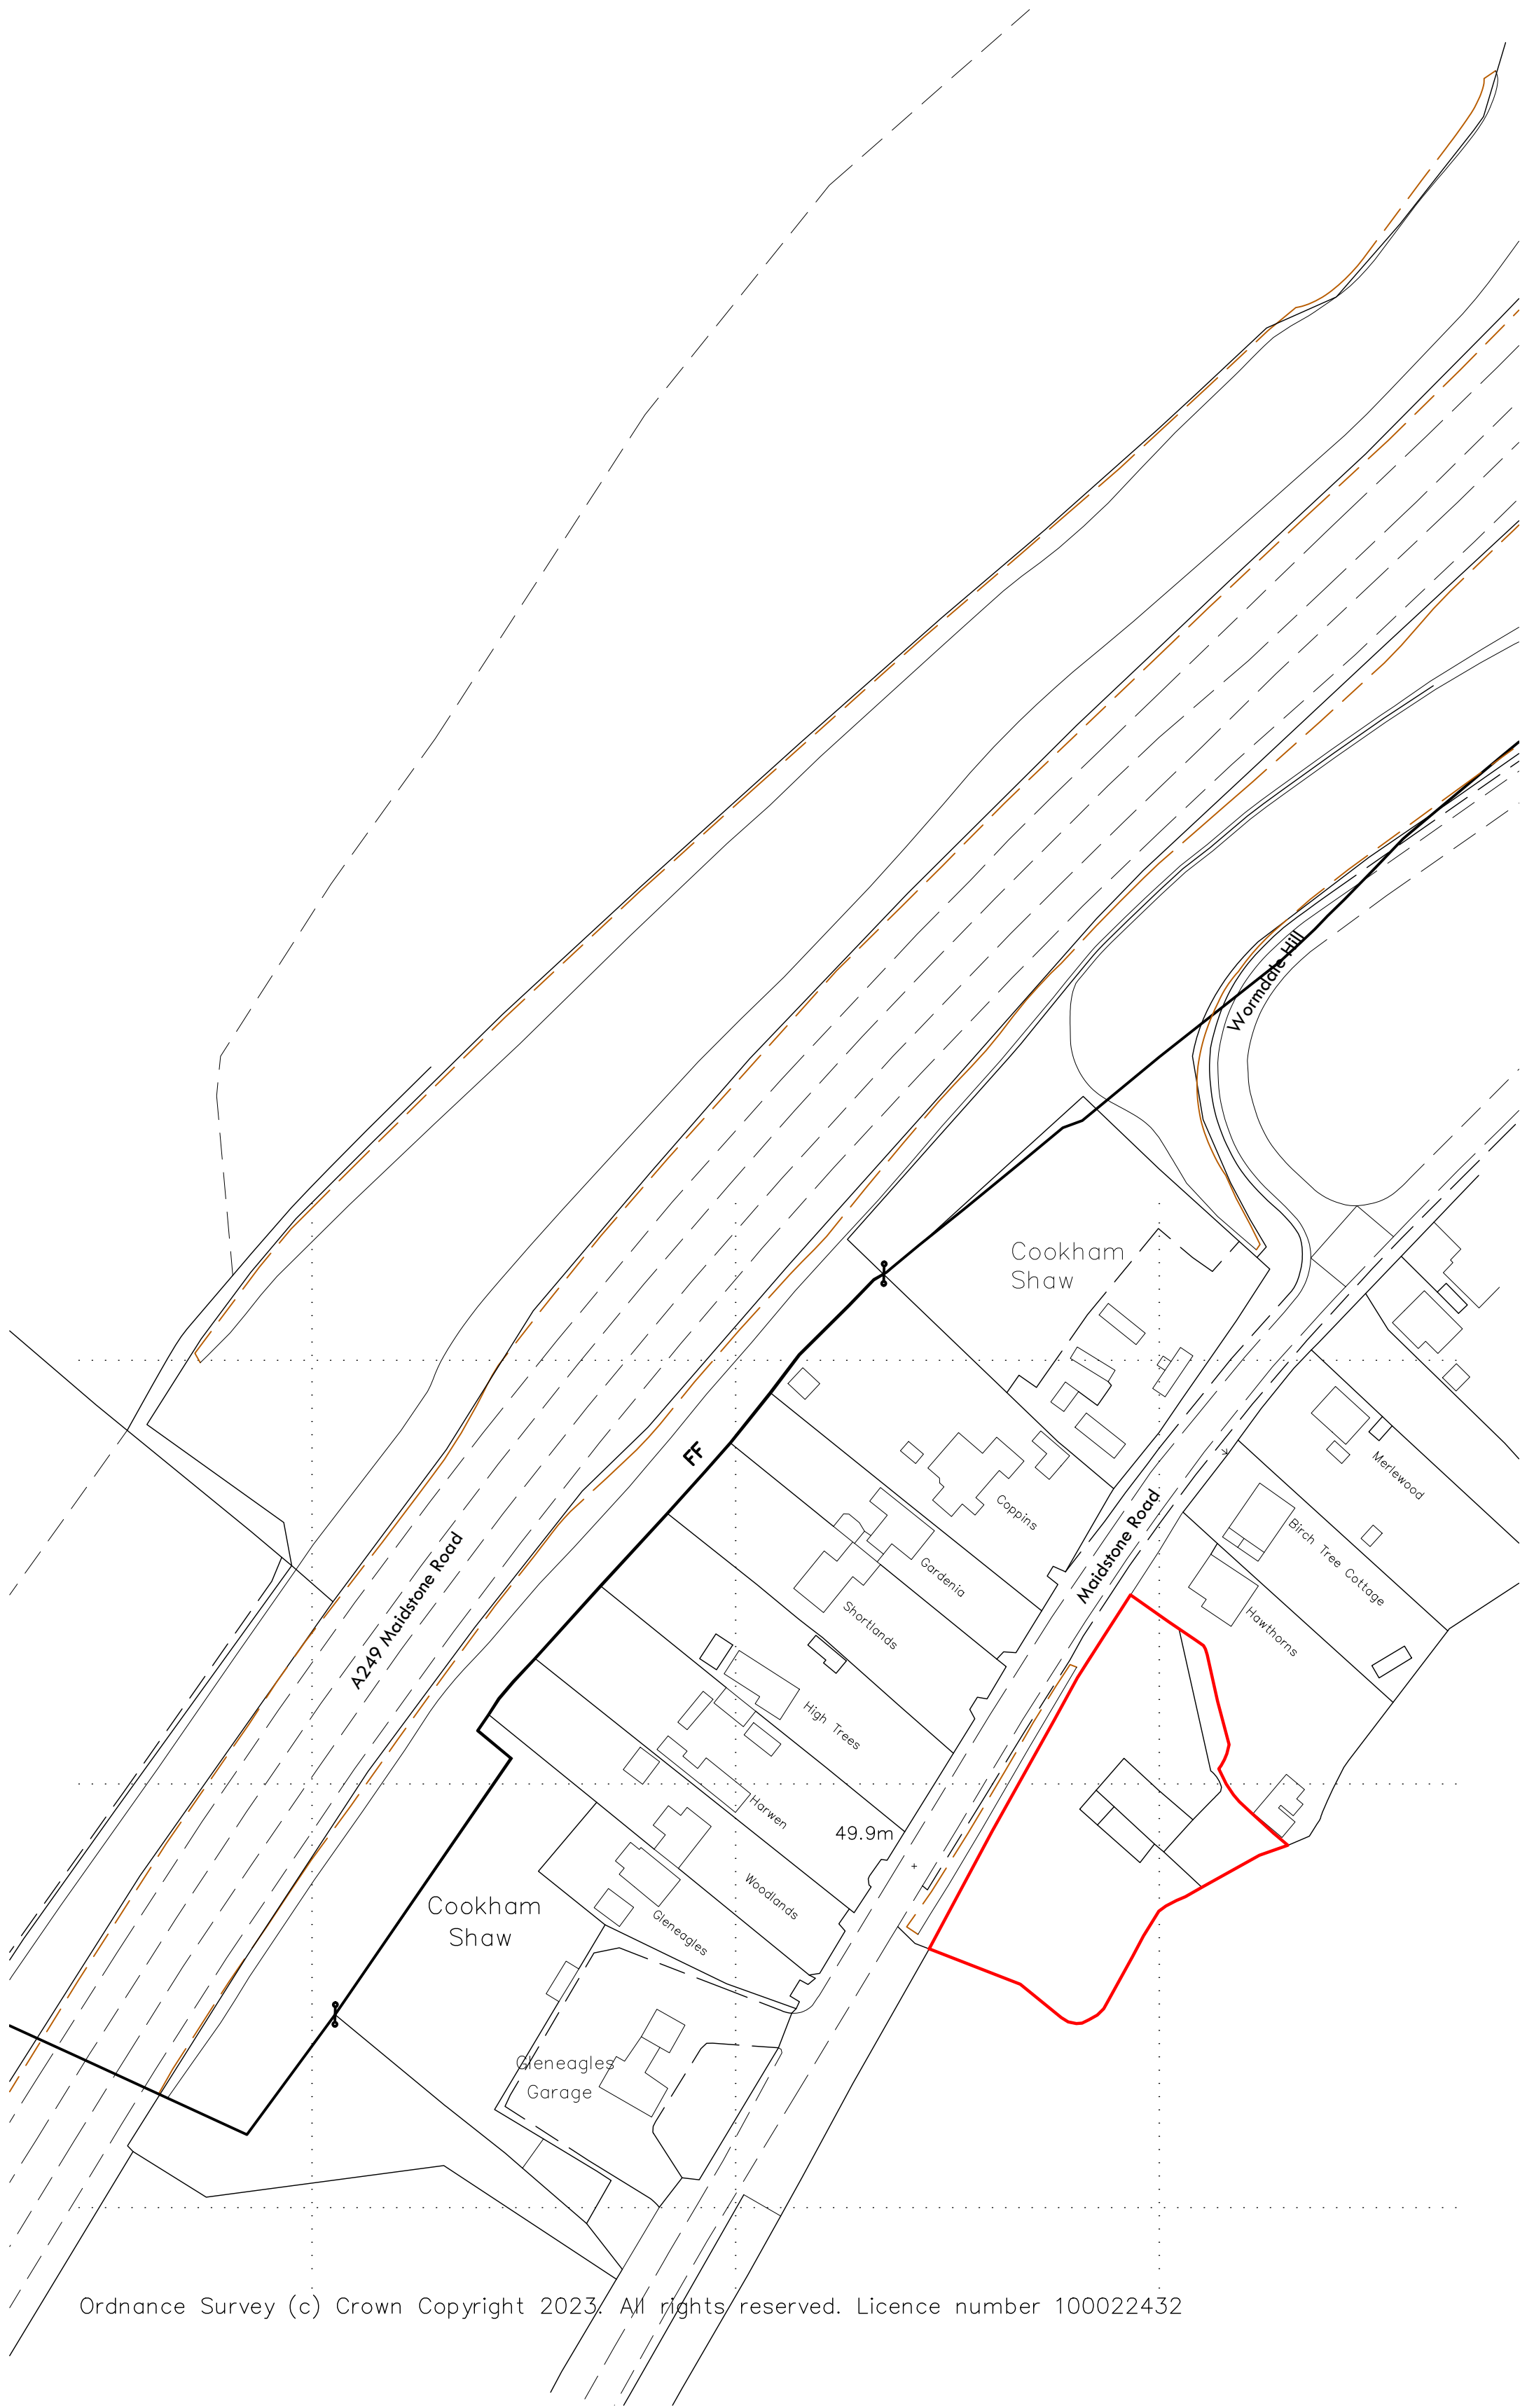 Wormdale Hill
Cookham
Shaw
FF
Merlewood
Coppins
Maidstone Road
Birch Tree Cottage
Gardenia
A249 Maidstone Road
Shortlands
Hawthorns
High Trees
Harwen
49.9m
Woodlands
Cookham
Shaw
Gleneagles
Gleneagles
Garage
Ordnance Survey (c) Crown Copyright 2023. All rights reserved. Licence number 100022432